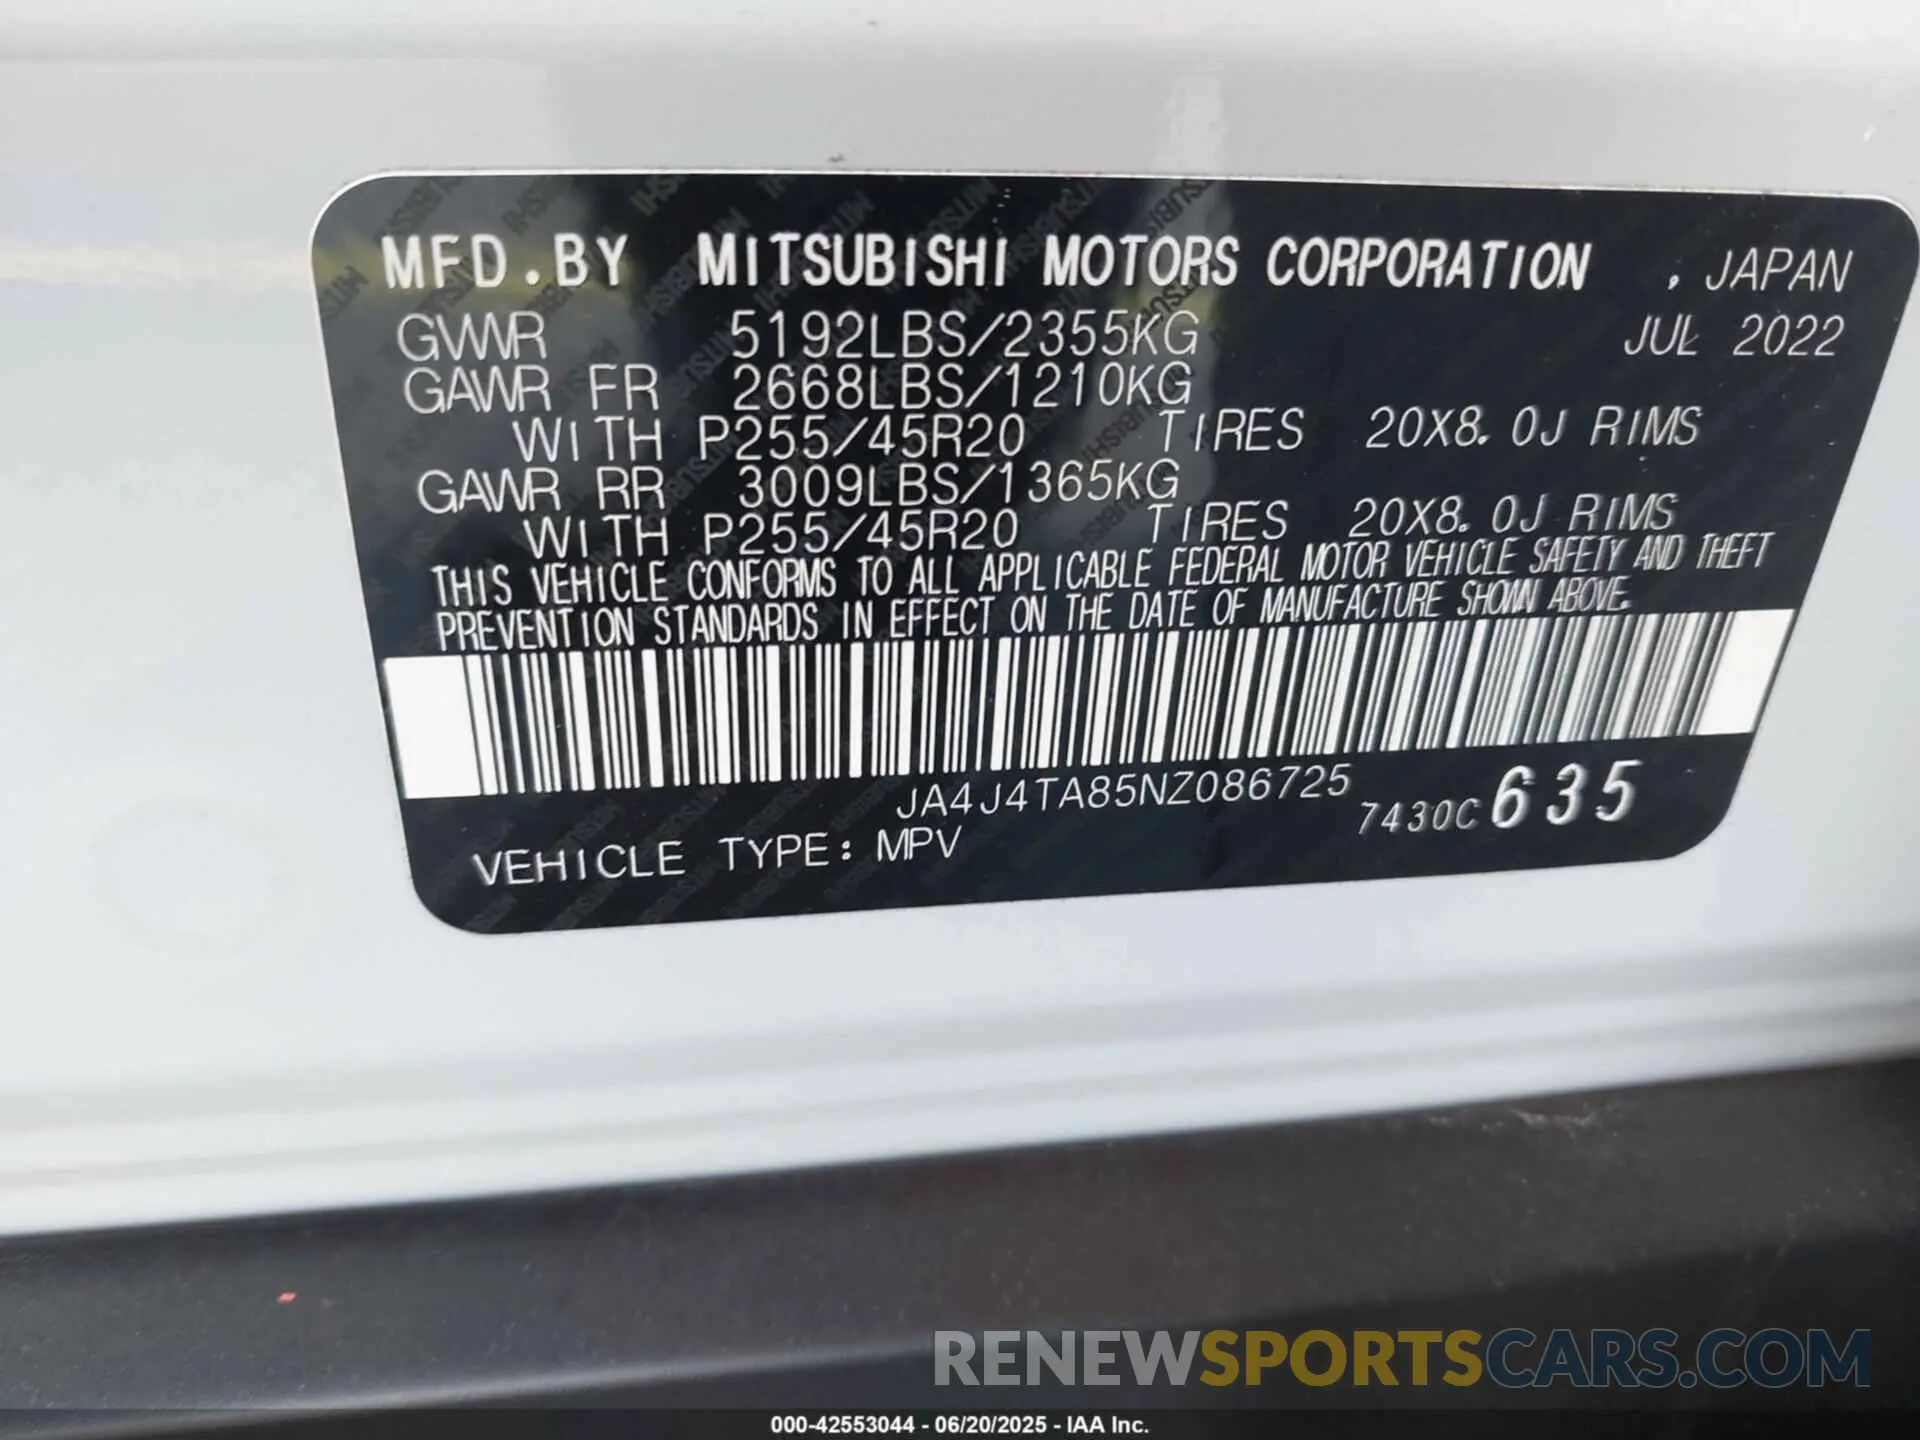 MFD.BY MITSUBISHI MOTORS CORPORATION , JAPAN
GVWR 5192LBS/2355KG JUL 2022
GAWR FR 2668LBS/1210KG
WITH P255/45R20 TIRES 20X8.0J RIMS
GAWR RR 3009LBS/1365KG
WITH P255/45R20 TIRES 20X8.0J RIMS
THIS VEHICLE CONFORMS TO ALL APPLICABLE FEDERAL MOTOR VEHICLE SAFETY AND THEFT
PREVENTION STANDARDS IN EFFECT ON THE DATE OF MANUFACTURE SHOWN ABOVE.
JA4J4TA85NZ086725
7430C 635
VEHICLE TYPE: MPV
RENEWSPORTSCARS.COM
000-42553044 - 06/20/2025 - IAA Inc.